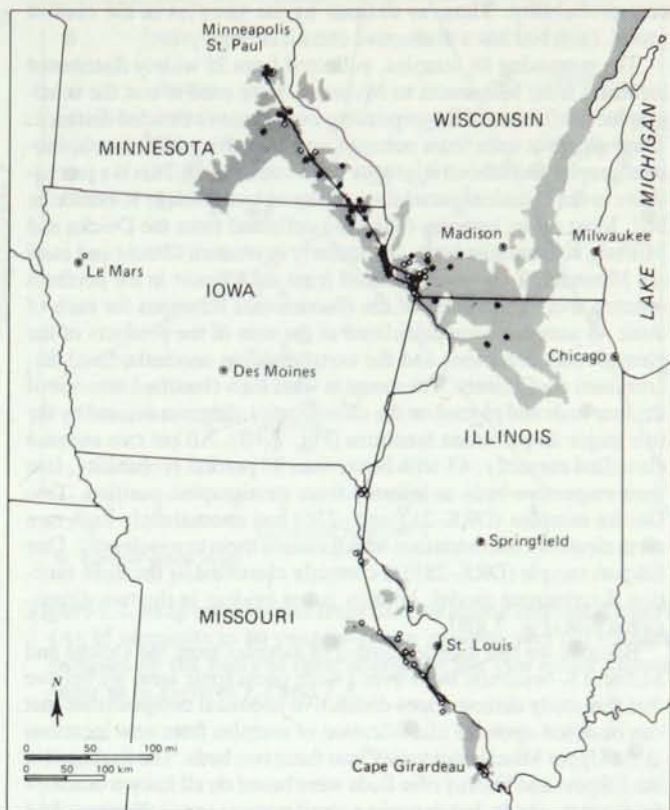 Minneapolis
St. Paul
WISCONSIN
MINNESOTA
LAKE MICHIGAN
Madison
Milwaukee
Le Mars
IOWA
Chicago
Des Moines
ILLINOIS
Springfield
MISSOURI
St. Louis
N
0 50 100 mi
0 50 100 km
Cape Girardeau